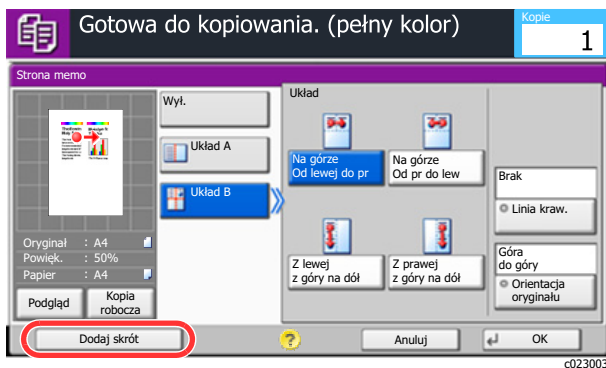 Gotowa do kopiowania. (pełny kolor)
Kopie
1
Strona memo
Oryginał : A4
Powięk. : 50%
Papier : A4
Podgląd
Kopia
robocza
Wył.
Układ A
Układ B
Układ
Na górze
Od lewej do pr
Na górze
Od pr do lew
Z lewej
z góry na dół
Z prawej
z góry na dół
Brak
Linia kraw.
Góra
do góry
Orientacja
oryginału
Dodaj skrót
?
Anuluj
OK
c023003